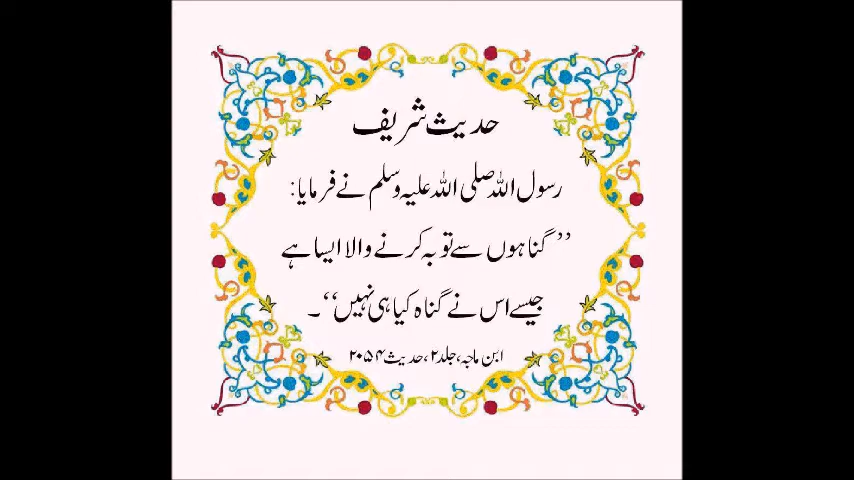 حدیث شریف
رسول اللہ صلی اللہ علیہ وسلم نے فرمایا:
’’گناہوں سے توبہ کرنے والا ایسا ہے
جیسے اس نے گناہ کیا ہی نہیں‘‘۔
ابن ماجہ، جلد ۲، حدیث ۲۰۵۴